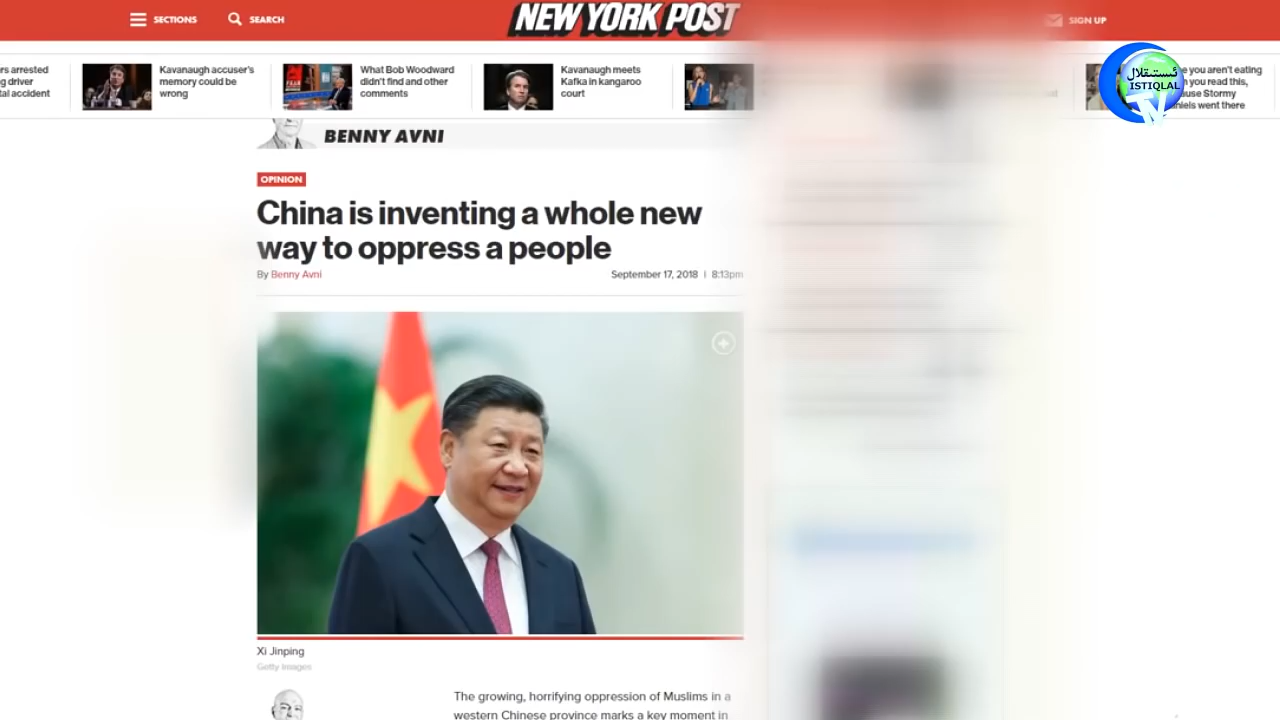 SECTIONS
SEARCH
NEW YORK POST
SIGN UP
rs arrested
g driver
tal accident
Kavanaugh accuser's
memory could be
wrong
What Bob Woodward
didn't find and other
comments
Kavanaugh meets
Kafka in kangaroo
court
e you aren't eating
you read this,
use Stormy
niels went there
ئىستىقلال
ISTIQLAL
TV
BENNY AVNI
OPINION
China is inventing a whole new
way to oppress a people
By Benny Avni
September 17, 2018 | 8:13pm
Xi Jinping
Getty Images
The growing, horrifying oppression of Muslims in a
western Chinese province marks a key moment in